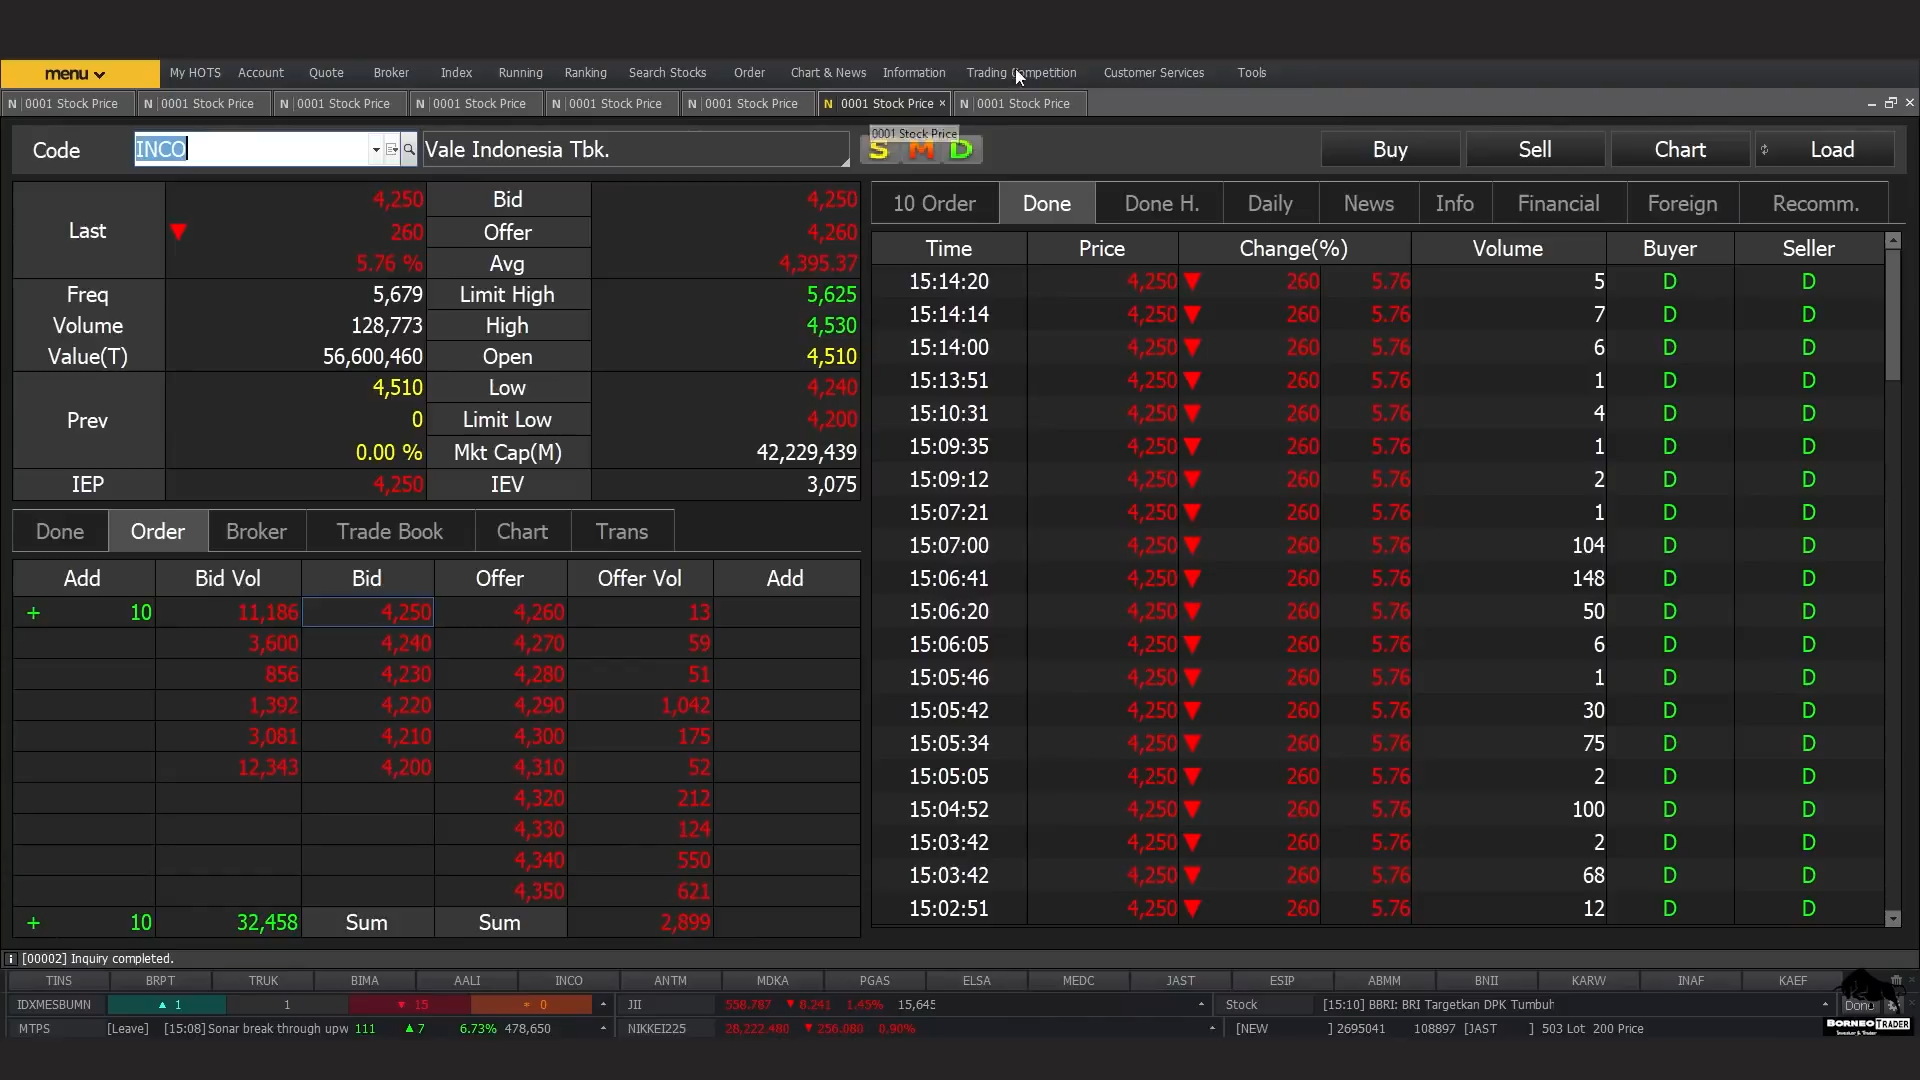 menu My HOTS Account Quote Broker Index Running Ranking Search Stocks Order Chart & News Information Trading Competition Customer Services Tools
N 0001 Stock Price N 0001 Stock Price N 0001 Stock Price N 0001 Stock Price N 0001 Stock Price N 0001 Stock Price N 0001 Stock Price × N 0001 Stock Price
0001 Stock Price
Code INCO Vale Indonesia Tbk. S M D Buy Sell Chart Load
10 Order Done Done H. Daily News Info Financial Foreign Recomm.
Last 4,250 Bid 4,250
▼ 260 Offer 4,260
5.76 % Avg 4,395.37
Freq 5,679 Limit High 5,625
Volume 128,773 High 4,530
Value(T) 56,600,460 Open 4,510
Prev 4,510 Low 4,240
0 Limit Low 4,200
0.00 % Mkt Cap(M) 42,229,439
IEP 4,250 IEV 3,075
Done Order Broker Trade Book Chart Trans
Add Bid Vol Bid Offer Offer Vol Add
+ 10 11,186 4,250 4,260 13
3,600 4,240 4,270 59
856 4,230 4,280 51
1,392 4,220 4,290 1,042
3,081 4,210 4,300 175
12,343 4,200 4,310 52
4,320 212
4,330 124
4,340 550
4,350 621
+ 10 32,458 Sum Sum 2,899
Time Price Change(%) Volume Buyer Seller
15:14:20 4,250 ▼ 260 5.76 5 D D
15:14:14 4,250 ▼ 260 5.76 7 D D
15:14:00 4,250 ▼ 260 5.76 6 D D
15:13:51 4,250 ▼ 260 5.76 1 D D
15:10:31 4,250 ▼ 260 5.76 4 D D
15:09:35 4,250 ▼ 260 5.76 1 D D
15:09:12 4,250 ▼ 260 5.76 2 D D
15:07:21 4,250 ▼ 260 5.76 1 D D
15:07:00 4,250 ▼ 260 5.76 104 D D
15:06:41 4,250 ▼ 260 5.76 148 D D
15:06:20 4,250 ▼ 260 5.76 50 D D
15:06:05 4,250 ▼ 260 5.76 6 D D
15:05:46 4,250 ▼ 260 5.76 1 D D
15:05:42 4,250 ▼ 260 5.76 30 D D
15:05:34 4,250 ▼ 260 5.76 75 D D
15:05:05 4,250 ▼ 260 5.76 2 D D
15:04:52 4,250 ▼ 260 5.76 100 D D
15:03:42 4,250 ▼ 260 5.76 2 D D
15:03:42 4,250 ▼ 260 5.76 68 D D
15:02:51 4,250 ▼ 260 5.76 12 D D
[00002] Inquiry completed.
TINS BRPT TRUK BIMA AALI INCO ANTM MDKA PGAS ELSA MEDC JAST ESIP ABMM BNII KARW INAF KAEF
IDXMESBUMN ▲ 1 1 ▼ 15 * 0 JII 558.787 ▼ 8.241 1.45% 15,645 Stock [15:10] BBRI: BRI Targetkan DPK Tumbuh Done
MTPS [Leave] [15:08] Sonar break through upw 111 ▲ 7 6.73% 478,650 NIKKEI225 28,222.480 ▼ 256.080 0.90% [NEW ] 2695041 108897 [JAST ] 503 Lot 200 Price
BORNEO TRADER